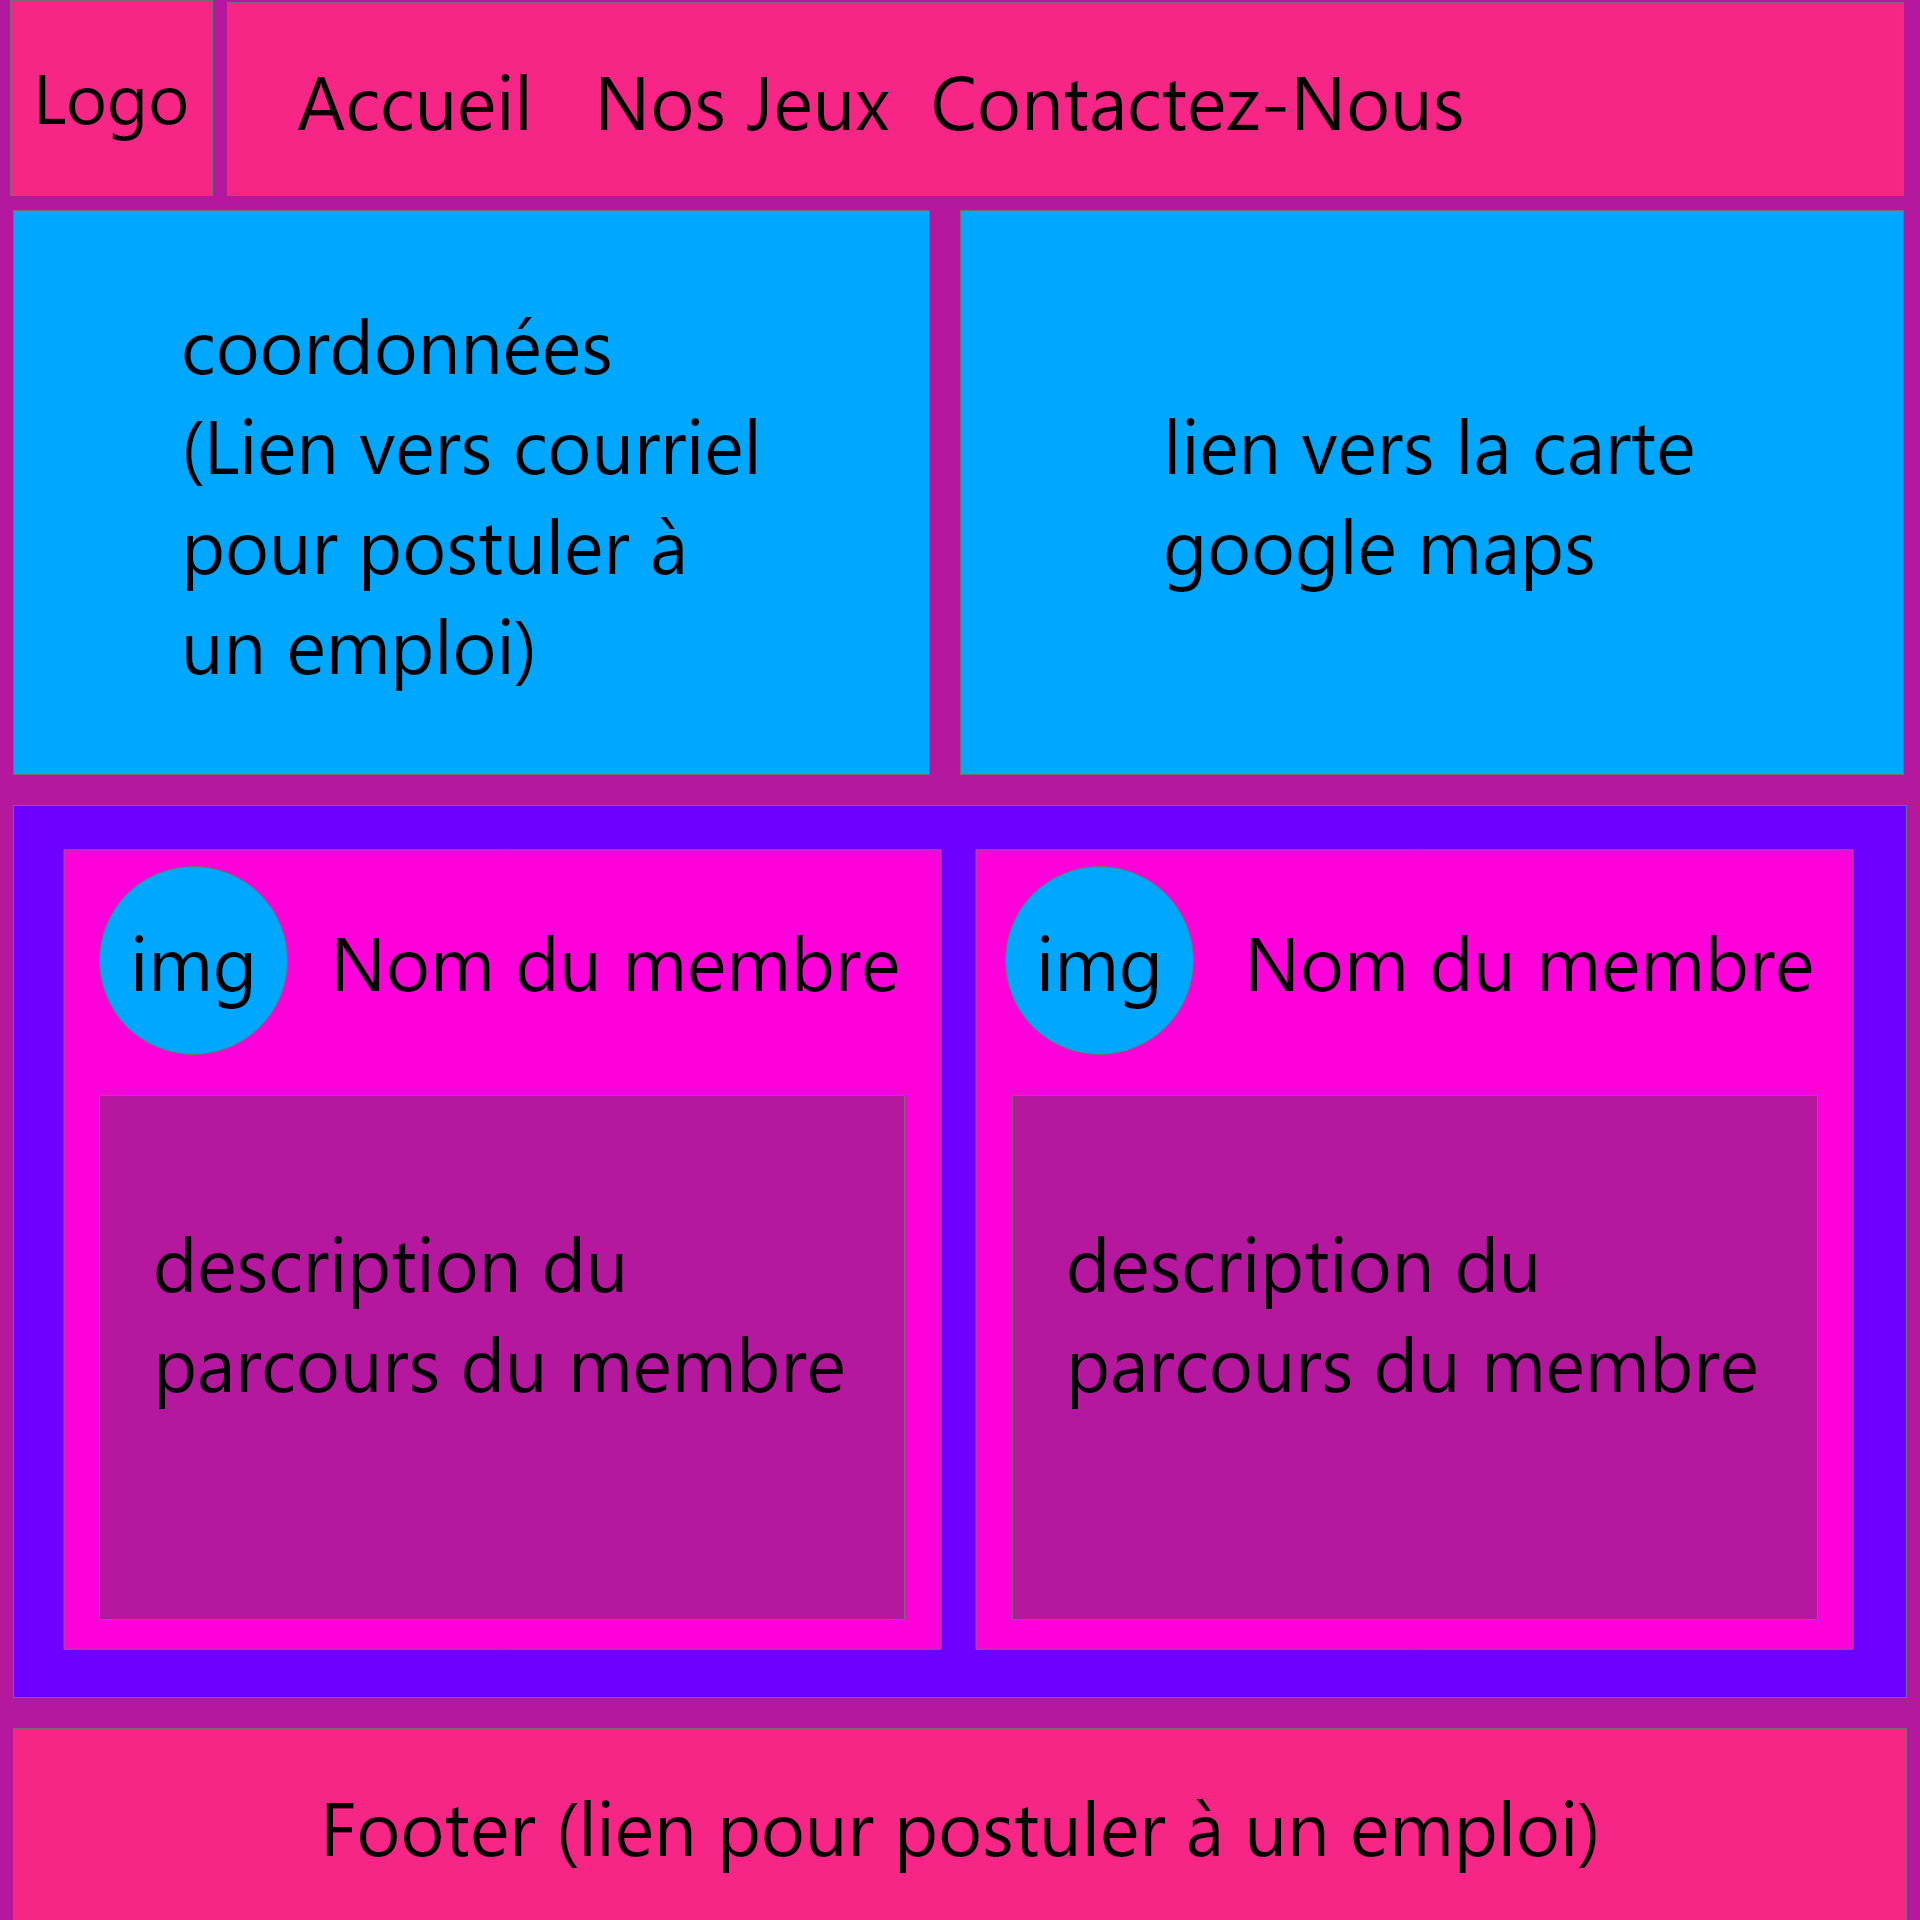 Logo
Accueil Nos Jeux Contactez-Nous
coordonnées
(Lien vers courriel
pour postuler à
un emploi)
lien vers la carte
google maps
img Nom du membre
description du
parcours du membre
img Nom du membre
description du
parcours du membre
Footer (lien pour postuler à un emploi)